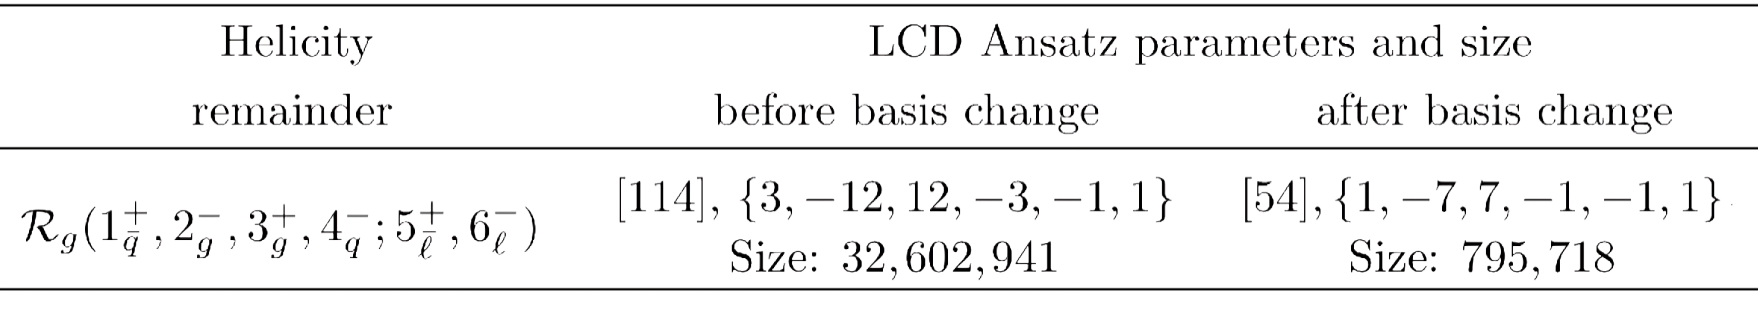 Helicity LCD Ansatz parameters and size
remainder before basis change after basis change
[114], {3, −12, 12, −3, −1, 1} [54], {1, −7, 7, −1, −1, 1}
ℛ_g(1_{q̄}^+, 2_g^−, 3_g^+, 4_q^−; 5_{ℓ̄}^+, 6_ℓ^−)
Size: 32, 602, 941 Size: 795, 718